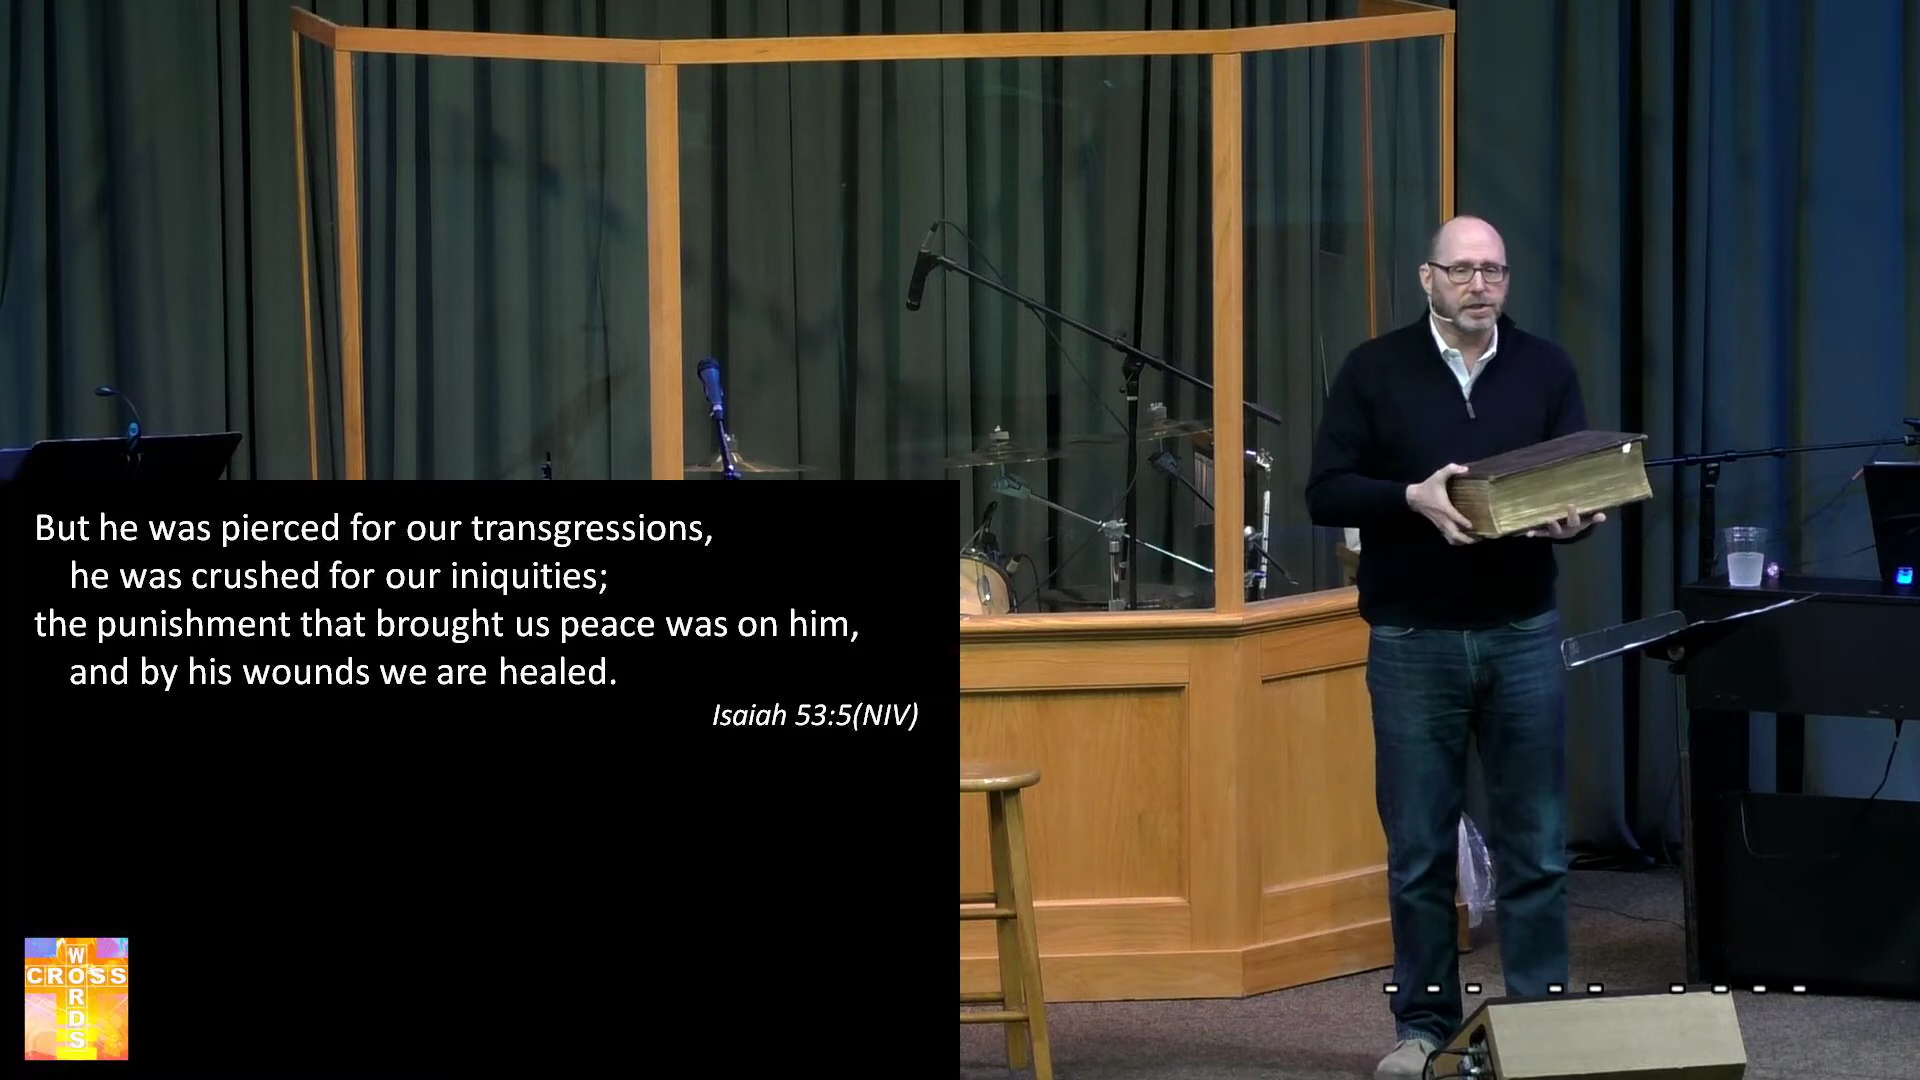 But he was pierced for our transgressions,
he was crushed for our iniquities;
the punishment that brought us peace was on him,
and by his wounds we are healed.
Isaiah 53:5(NIV)
CROSS
WORDS